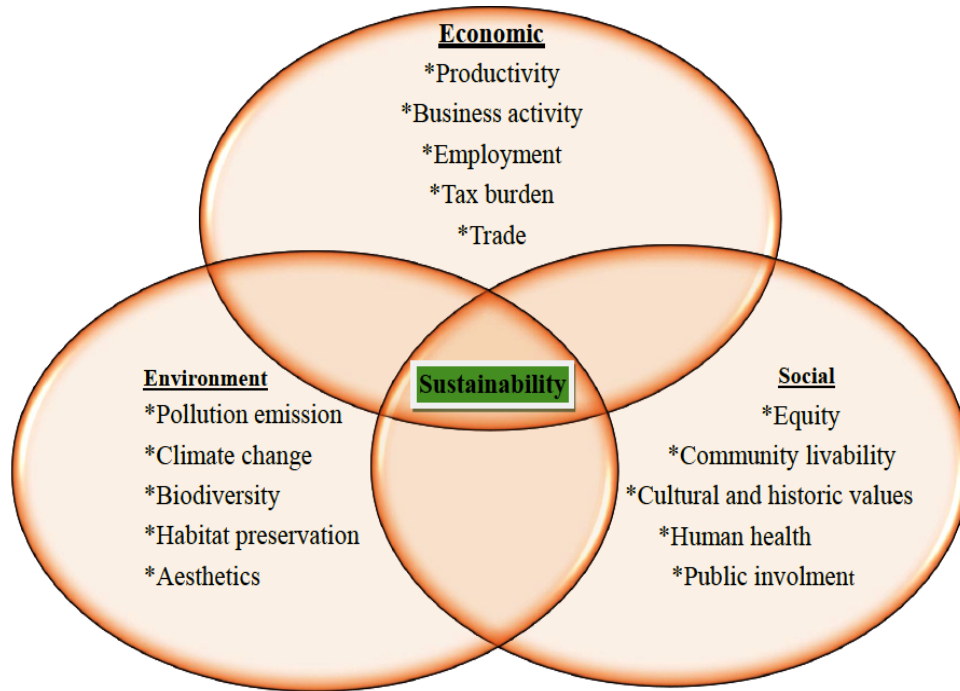 Economic
*Productivity
*Business activity
*Employment
*Tax burden
*Trade
Sustainability
Environment
*Pollution emission
*Climate change
*Biodiversity
*Habitat preservation
*Aesthetics
Social
*Equity
*Community livability
*Cultural and historic values
*Human health
*Public involment